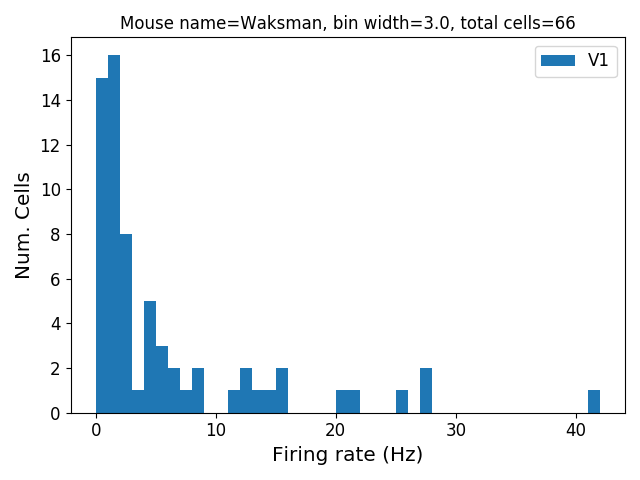 Mouse name=Waksman, bin width=3.0, total cells=66
V1
Num. Cells
16
14
12
10
8
6
4
2
0
0 10 20 30 40
Firing rate (Hz)